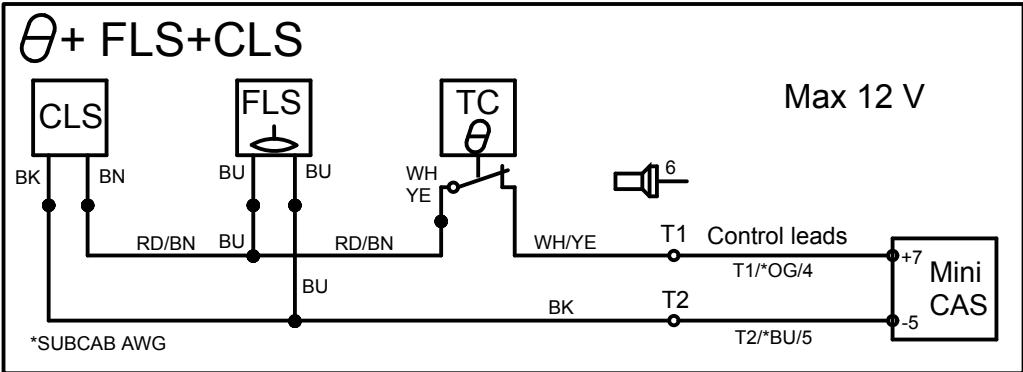 θ+ FLS+CLS
CLS
FLS
TC
θ
Max 12 V
BK
BN
BU
BU
WH
YE
6
RD/BN
BU
RD/BN
WH/YE
T1
Control leads
T1/*OG/4
+7
Mini
CAS
BU
BK
T2
-5
T2/*BU/5
*SUBCAB AWG